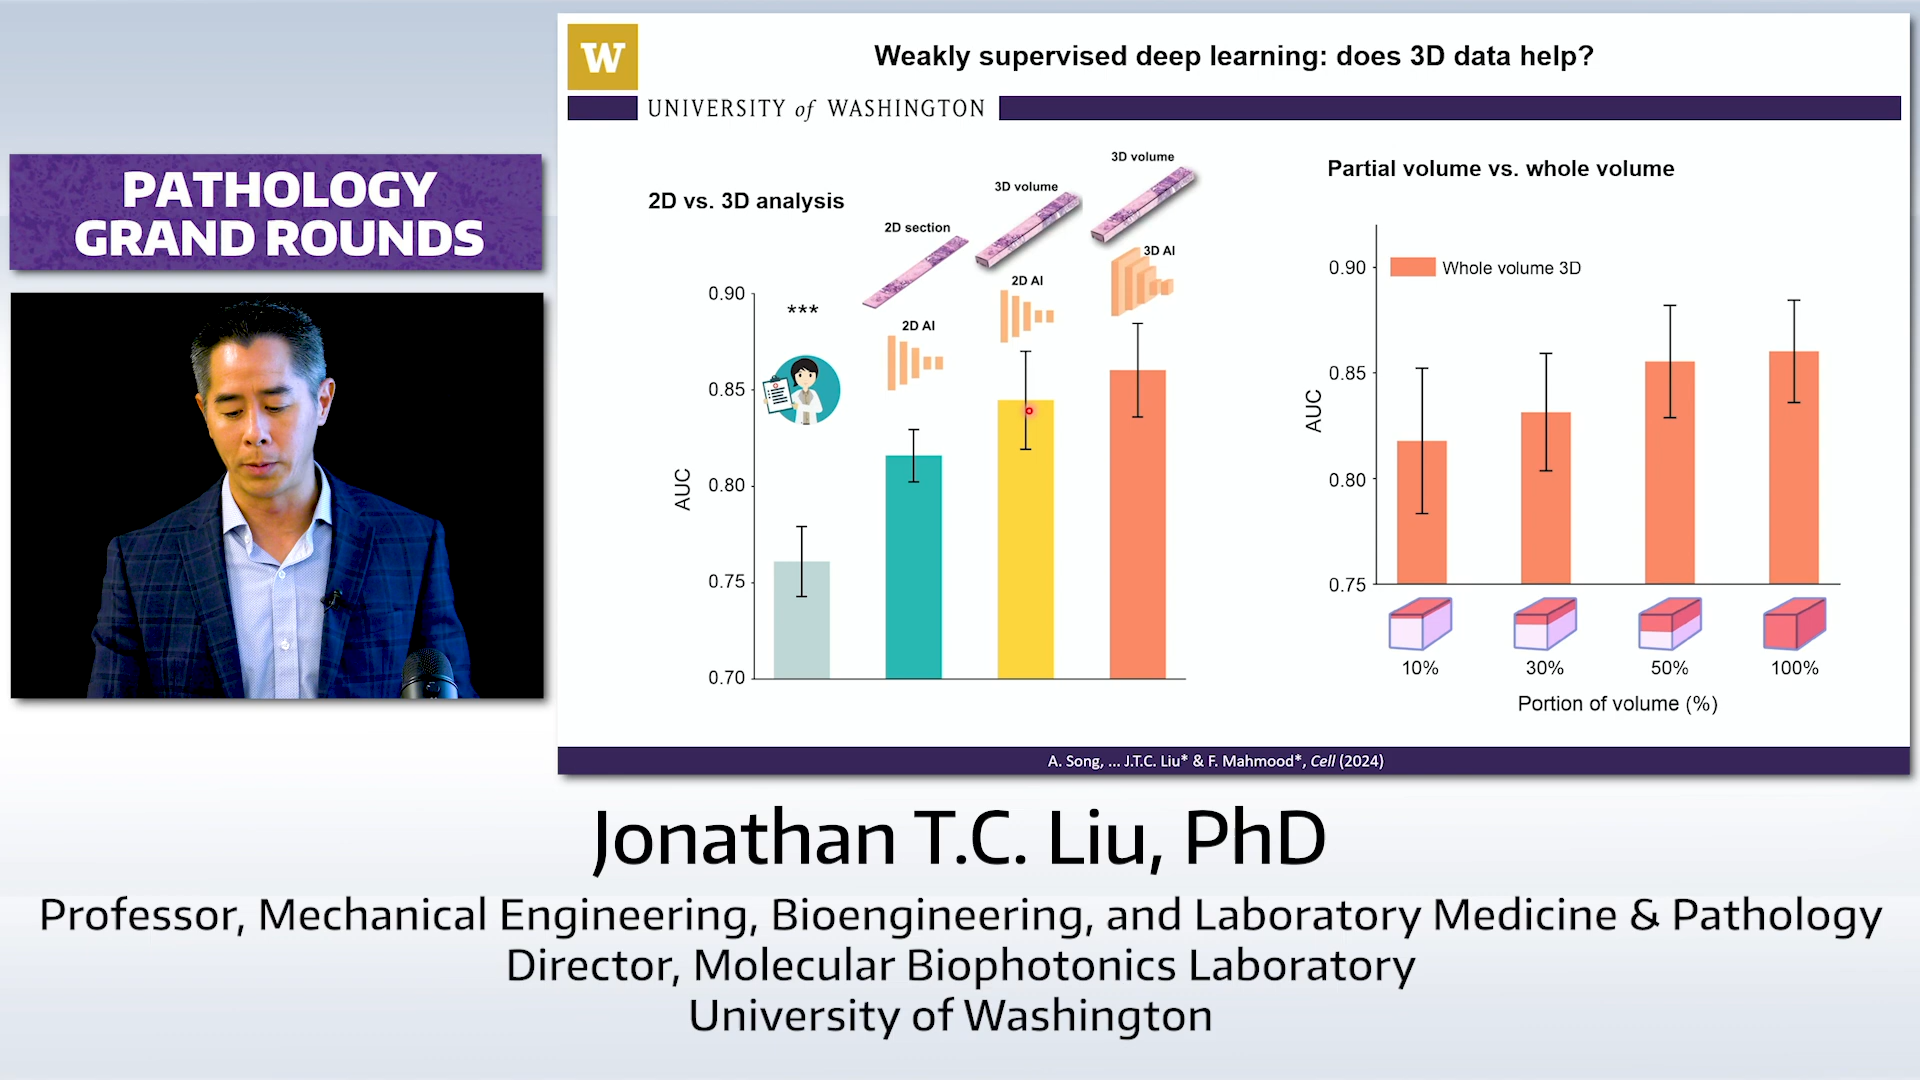 PATHOLOGY
GRAND ROUNDS
W
UNIVERSITY of WASHINGTON
Weakly supervised deep learning: does 3D data help?
2D vs. 3D analysis
2D section
3D volume
3D volume
2D AI
2D AI
3D AI
***
0.90
0.85
0.80
0.75
0.70
AUC
Partial volume vs. whole volume
Whole volume 3D
0.90
0.85
0.80
0.75
AUC
10% 30% 50% 100%
Portion of volume (%)
A. Song, ... J.T.C. Liu* & F. Mahmood*, Cell (2024)
Jonathan T.C. Liu, PhD
Professor, Mechanical Engineering, Bioengineering, and Laboratory Medicine & Pathology
Director, Molecular Biophotonics Laboratory
University of Washington